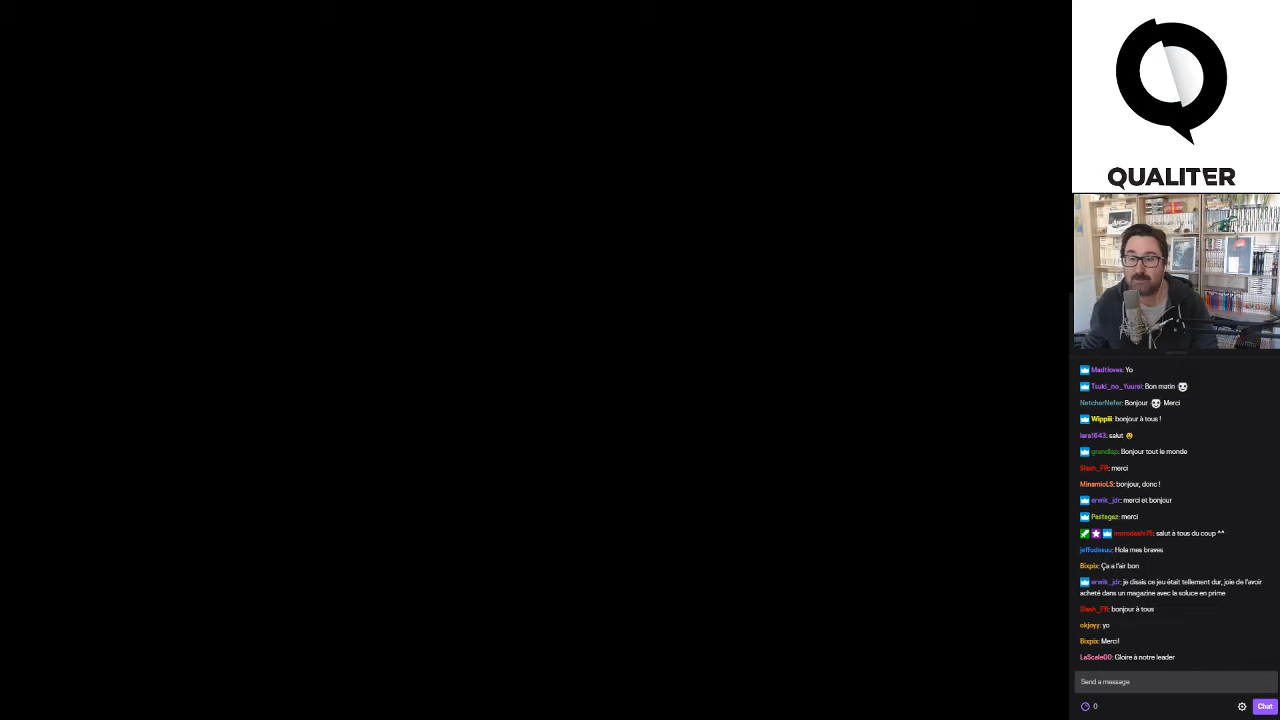 QUALITER
Madtloves: Yo
Tsuki_no_Yuurei: Bon matin
NetcherNefer: Bonjour Merci
Wippiii: bonjour à tous !
lara1643: salut
grandlap: Bonjour tout le monde
Slash_FR: merci
MinamioLS: bonjour, donc !
erwik_jdr: merci et bonjour
Pastagaz: merci
morodashi75: salut à tous du coup ^^
jeffudesuu: Hola mes braves
Bixpix: Ça a l'air bon
erwik_jdr: je disais ce jeu était tellement dur, joie de l'avoir
acheté dans un magazine avec la soluce en prime
Slash_FR: bonjour à tous
okjoyy: yo
Bixpix: Merci!
LaScale00: Gloire à notre leader
Send a message
0
Chat